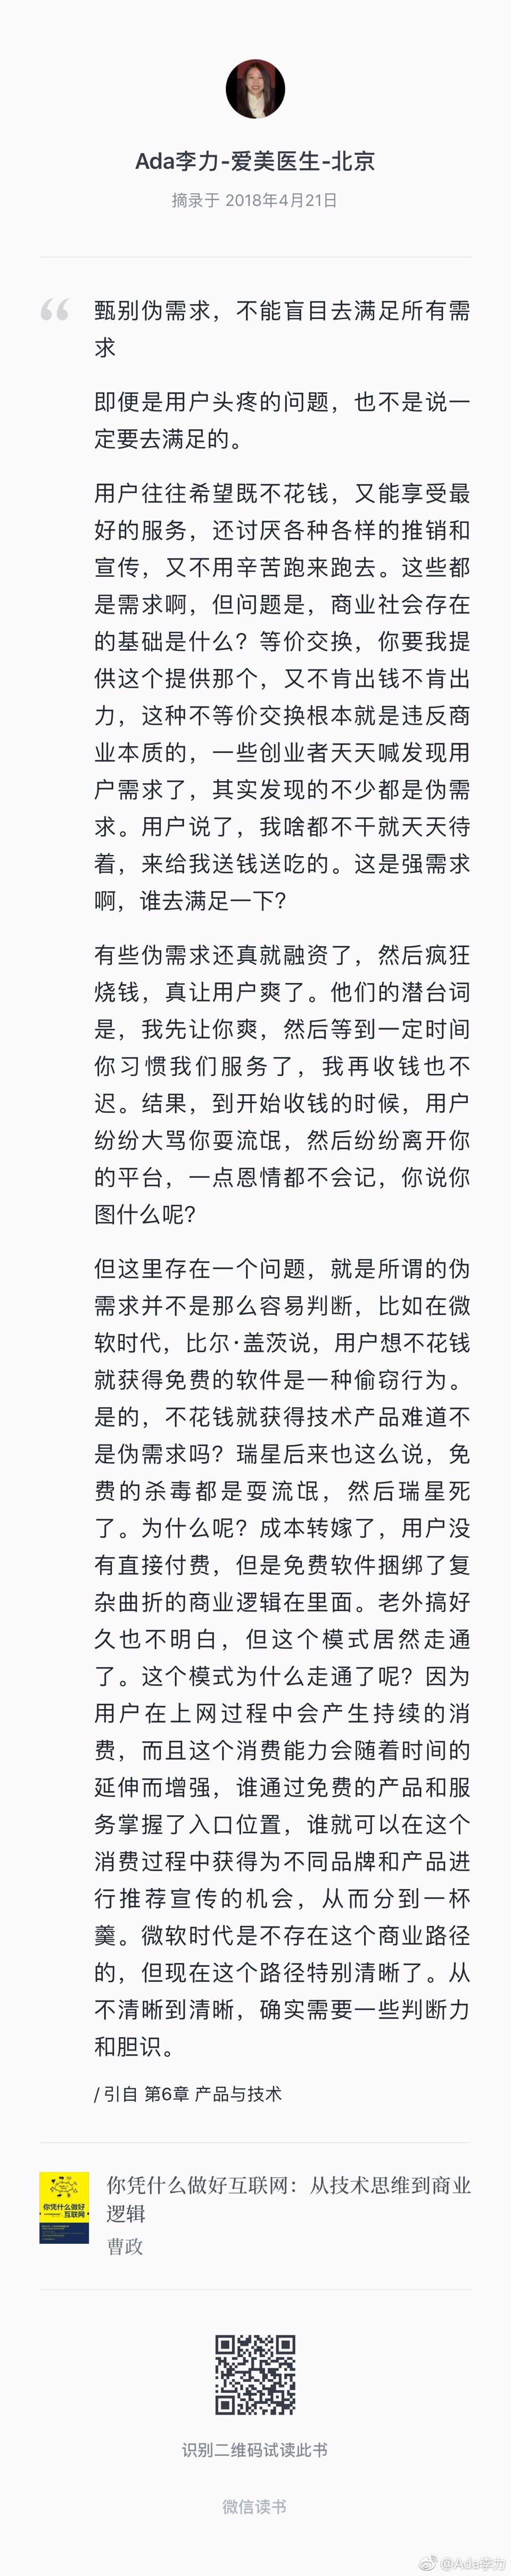 Ada李力-爱美医生-北京
摘录于 2018年4月21日
甄别伪需求，不能盲目去满足所有需
求
即便是用户头疼的问题，也不是说一
定要去满足的。
用户往往希望既不花钱，又能享受最
好的服务，还讨厌各种各样的推销和
宣传，又不用辛苦跑来跑去。这些都
是需求啊，但问题是，商业社会存在
的基础是什么？等价交换，你要我提
供这个提供那个，又不肯出钱不肯出
力，这种不等价交换根本就是违反商
业本质的，一些创业者天天喊发现用
户需求了，其实发现的不少都是伪需
求。用户说了，我啥都不干就天天待
着，来给我送钱送吃的。这是强需求
啊，谁去满足一下？
有些伪需求还真就融资了，然后疯狂
烧钱，真让用户爽了。他们的潜台词
是，我先让你爽，然后等到一定时间
你习惯我们服务了，我再收钱也不
迟。结果，到开始收钱的时候，用户
纷纷大骂你耍流氓，然后纷纷离开你
的平台，一点恩情都不会记，你说你
图什么呢？
但这里存在一个问题，就是所谓的伪
需求并不是那么容易判断，比如在微
软时代，比尔·盖茨说，用户想不花钱
就获得免费的软件是一种偷窃行为。
是的，不花钱就获得技术产品难道不
是伪需求吗？瑞星后来也这么说，免
费的杀毒都是耍流氓，然后瑞星死
了。为什么呢？成本转嫁了，用户没
有直接付费，但是免费软件捆绑了复
杂曲折的商业逻辑在里面。老外搞好
久也不明白，但这个模式居然走通
了。这个模式为什么走通了呢？因为
用户在上网过程中会产生持续的消
费，而且这个消费能力会随着时间的
延伸而增强，谁通过免费的产品和服
务掌握了入口位置，谁就可以在这个
消费过程中获得为不同品牌和产品进
行推荐宣传的机会，从而分到一杯
羹。微软时代是不存在这个商业路径
的，但现在这个路径特别清晰了。从
不清晰到清晰，确实需要一些判断力
和胆识。
/ 引自 第6章 产品与技术
你凭什么做好
互联网
你凭什么做好互联网：从技术思维到商业
逻辑
曹政
识别二维码试读此书
微信读书
@Ada李力